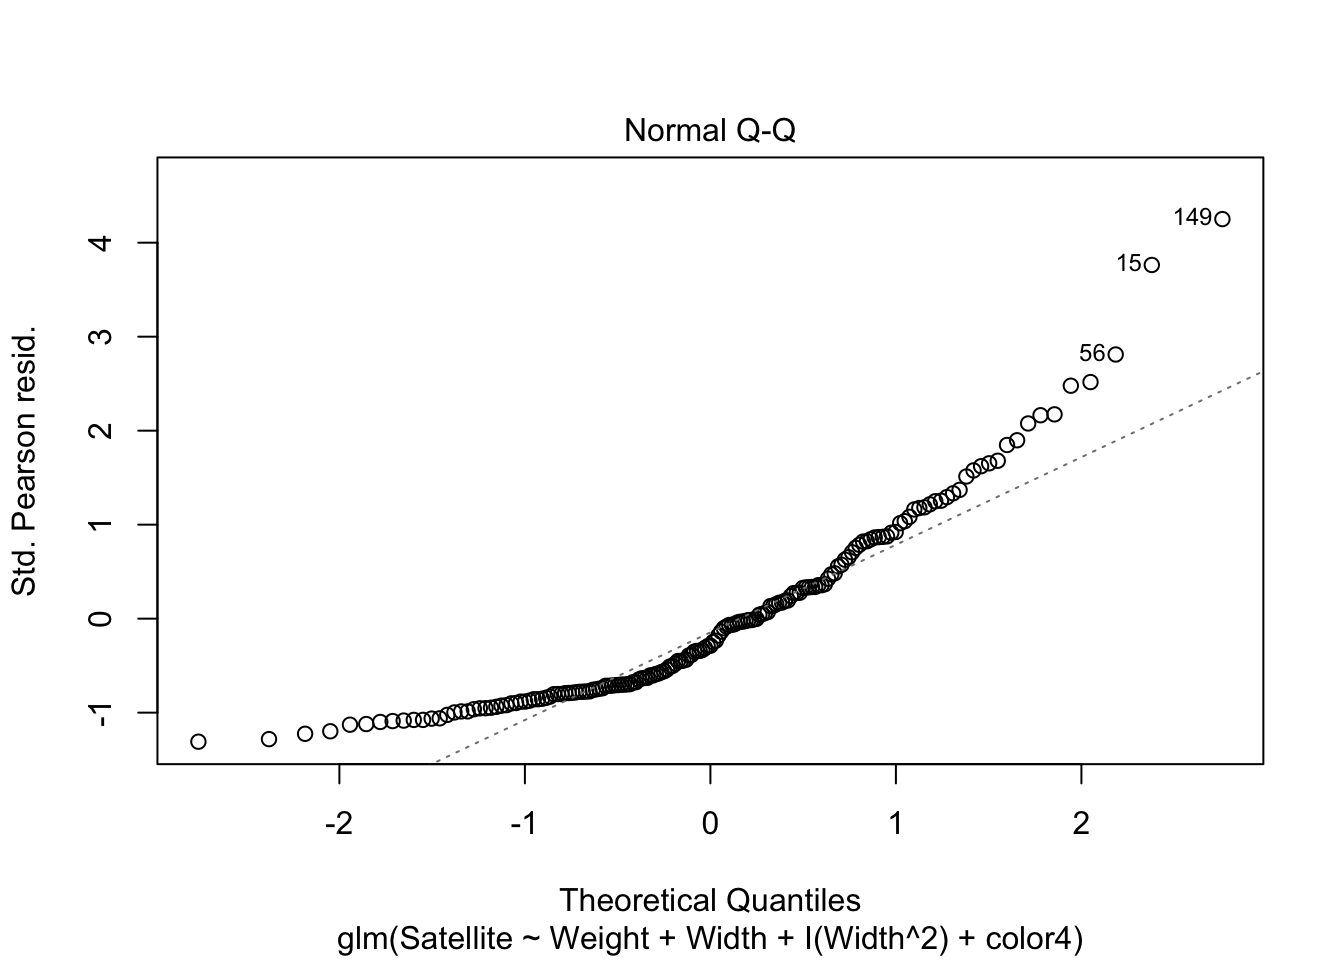 Normal Q-Q
149
15
56
4
3
2
1
0
-1
Std. Pearson resid.
-2 -1 0 1 2
Theoretical Quantiles
glm(Satellite ~ Weight + Width + I(Width^2) + color4)